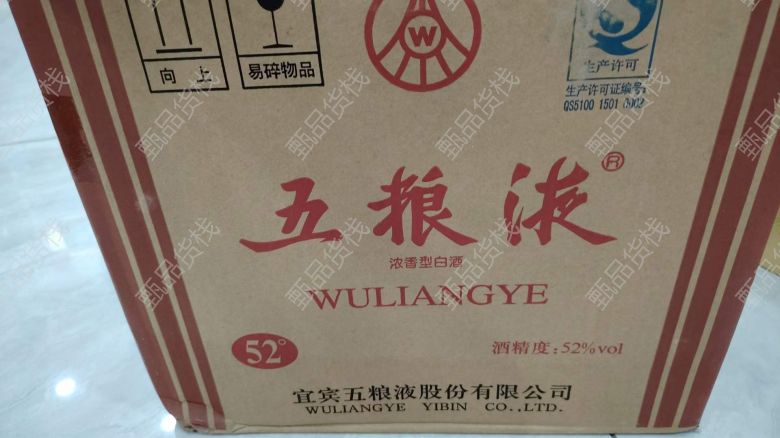 向上
易碎物品
W
生产许可
生产许可证编号:
QS5100 1501 0002
五粮液®
浓香型白酒
WULIANGYE
52°
酒精度:52%vol
宜宾五粮液股份有限公司
WULIANGYE YIBIN CO.,LTD.
甄品货栈